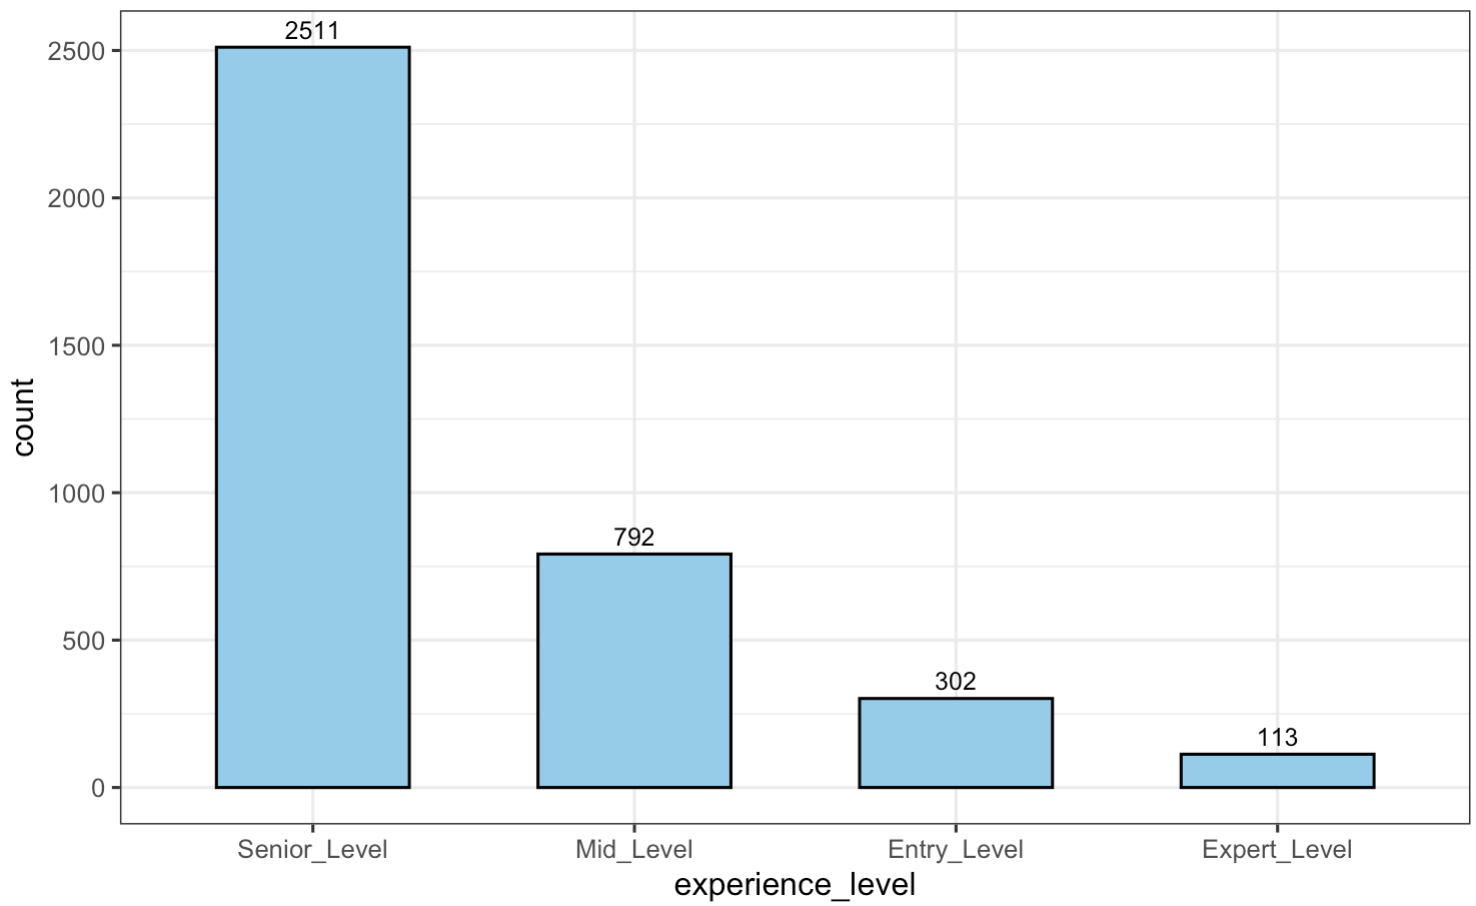 2511
2500
2000
1500
1000
792
500
302
113
0
count
Senior_Level
Mid_Level
Entry_Level
Expert_Level
experience_level